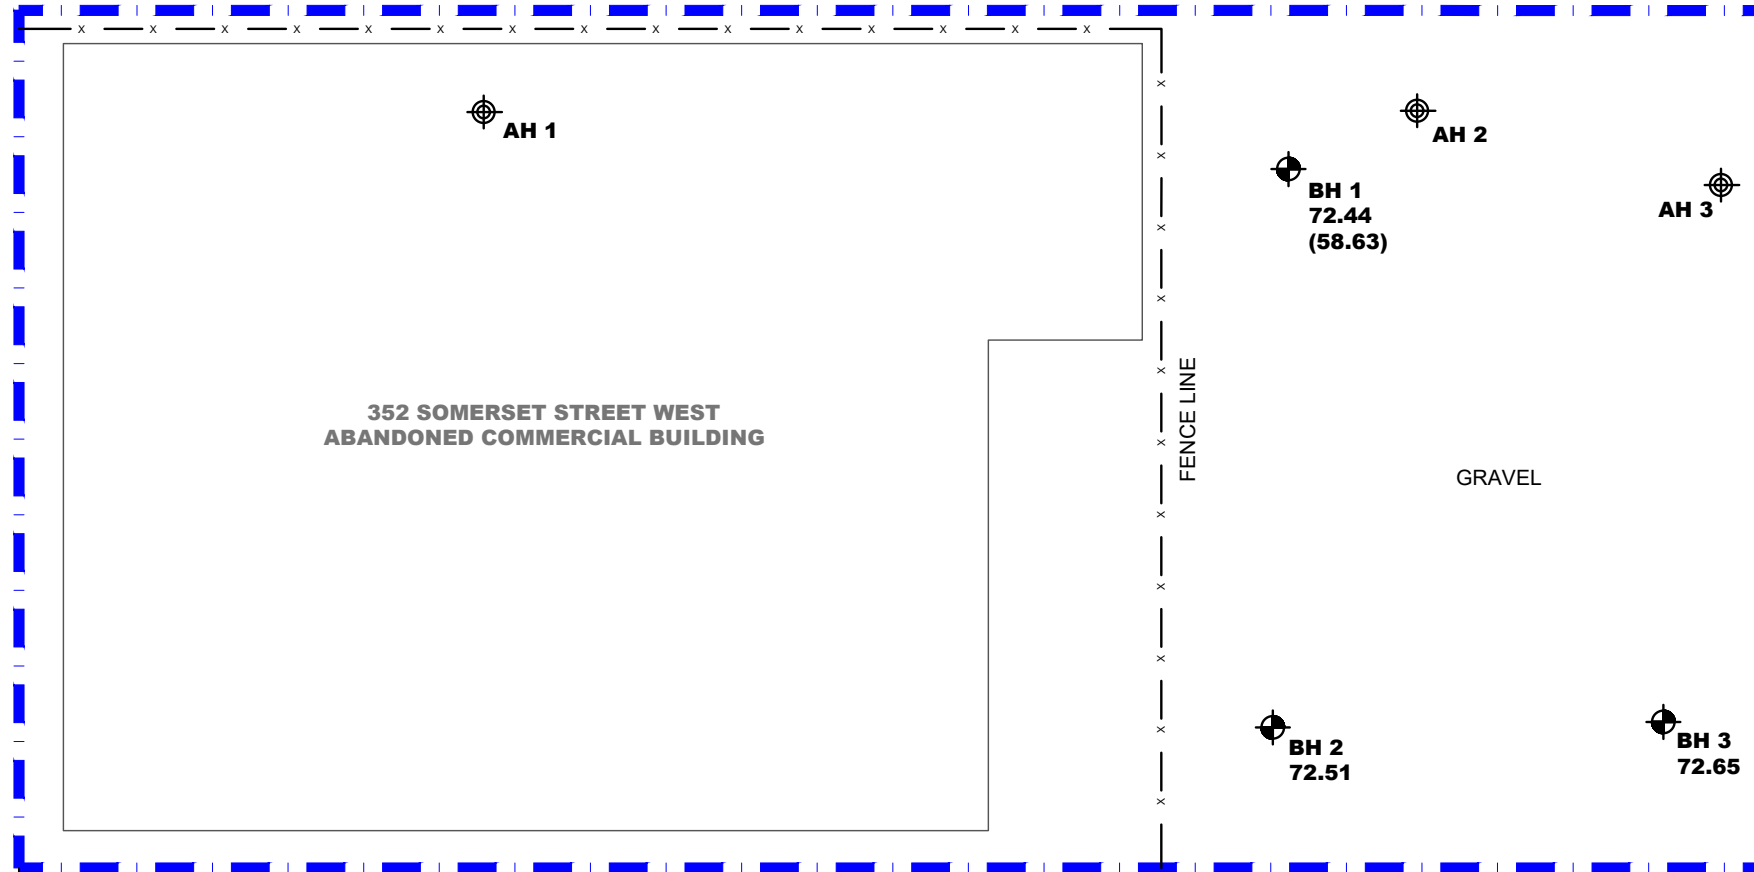 AH 1
AH 2
BH 1
72.44
(58.63)
AH 3
352 SOMERSET STREET WEST
ABANDONED COMMERCIAL BUILDING
FENCE LINE
GRAVEL
BH 2
72.51
BH 3
72.65